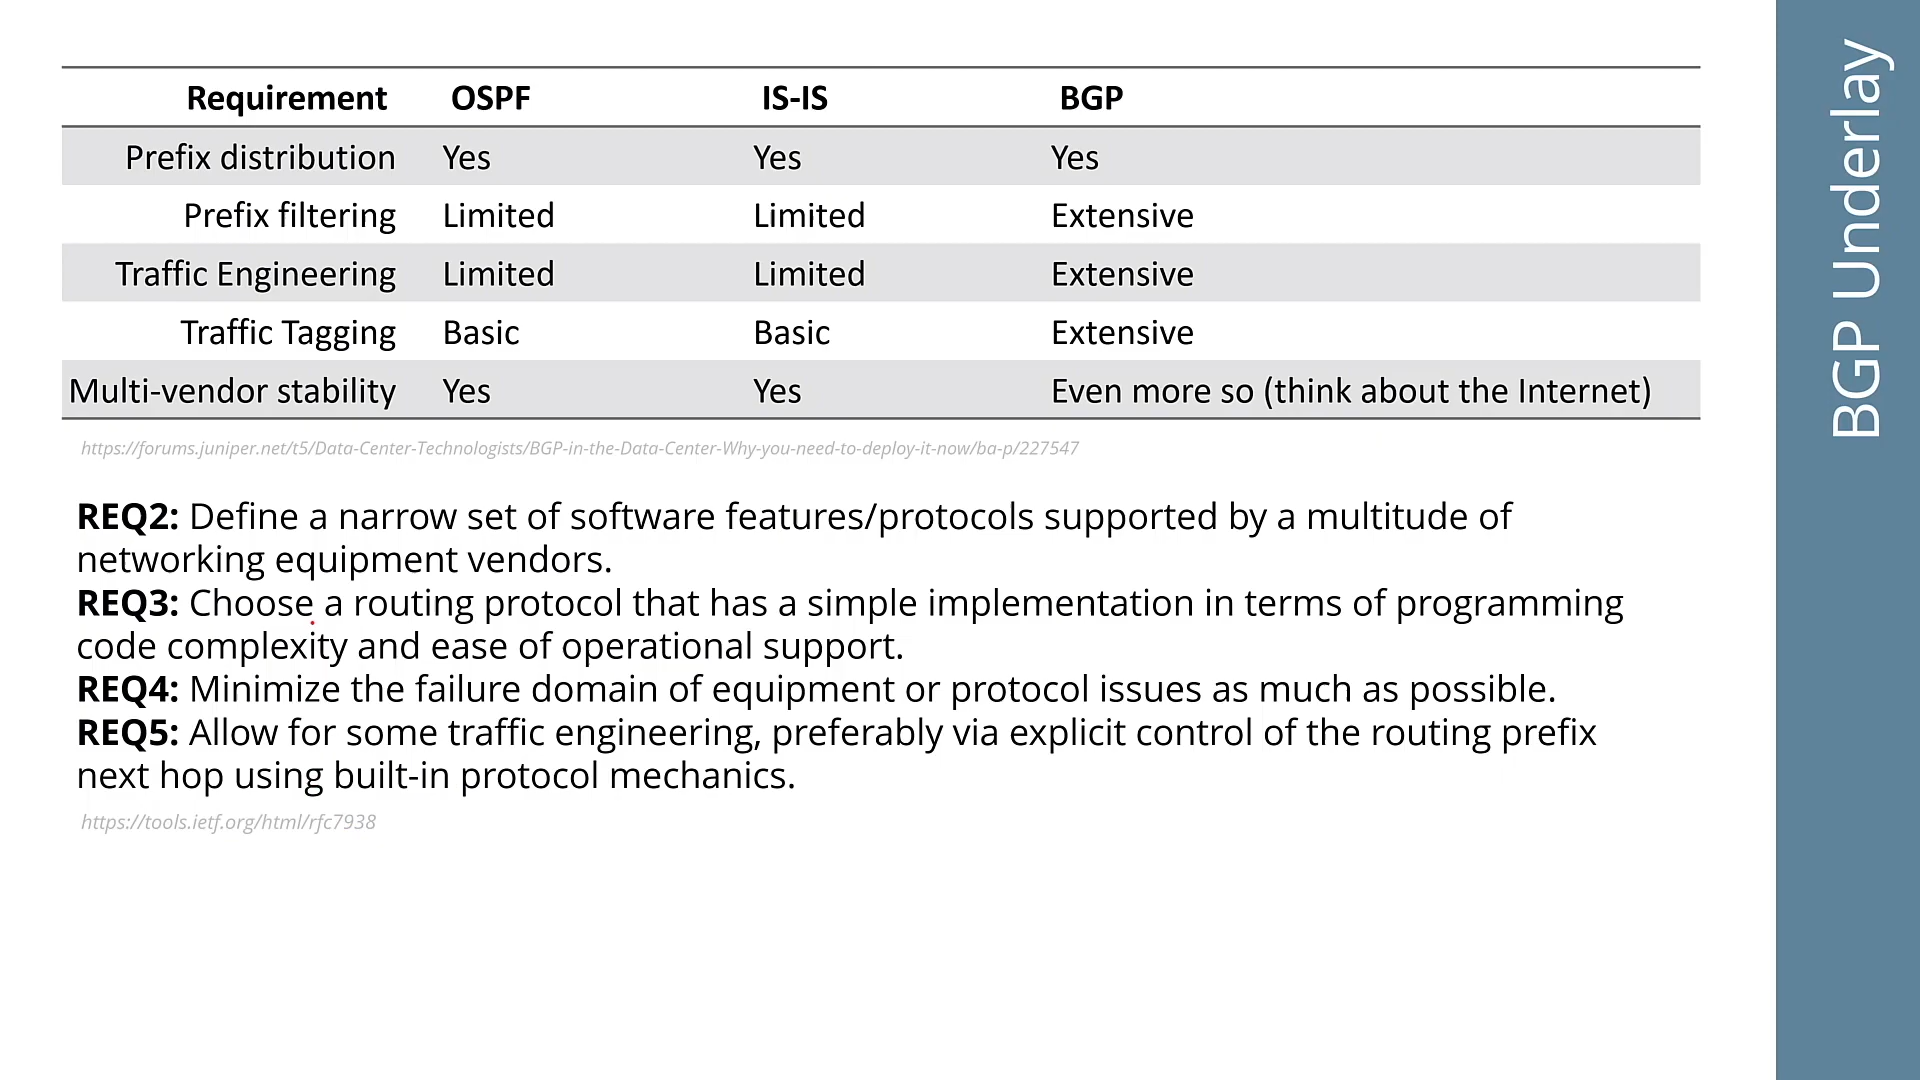 Requirement OSPF IS-IS BGP
Prefix distribution Yes Yes Yes
Prefix filtering Limited Limited Extensive
Traffic Engineering Limited Limited Extensive
Traffic Tagging Basic Basic Extensive
Multi-vendor stability Yes Yes Even more so (think about the Internet)
https://forums.juniper.net/t5/Data-Center-Technologists/BGP-in-the-Data-Center-Why-you-need-to-deploy-it-now/ba-p/227547
REQ2: Define a narrow set of software features/protocols supported by a multitude of
networking equipment vendors.
REQ3: Choose a routing protocol that has a simple implementation in terms of programming
code complexity and ease of operational support.
REQ4: Minimize the failure domain of equipment or protocol issues as much as possible.
REQ5: Allow for some traffic engineering, preferably via explicit control of the routing prefix
next hop using built-in protocol mechanics.
https://tools.ietf.org/html/rfc7938
BGP Underlay